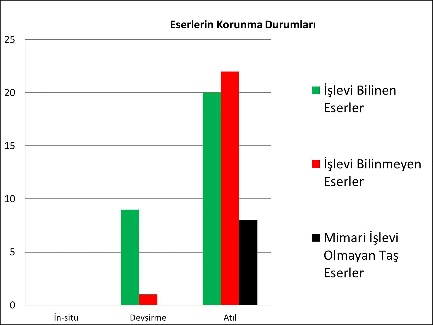 Eserlerin Korunma Durumları
25
20
15
10
5
0
İn-situ
Devşirme
Atıl
İşlevi Bilinen
Eserler
İşlevi Bilinmeyen
Eserler
Mimari İşlevi
Olmayan Taş
Eserler